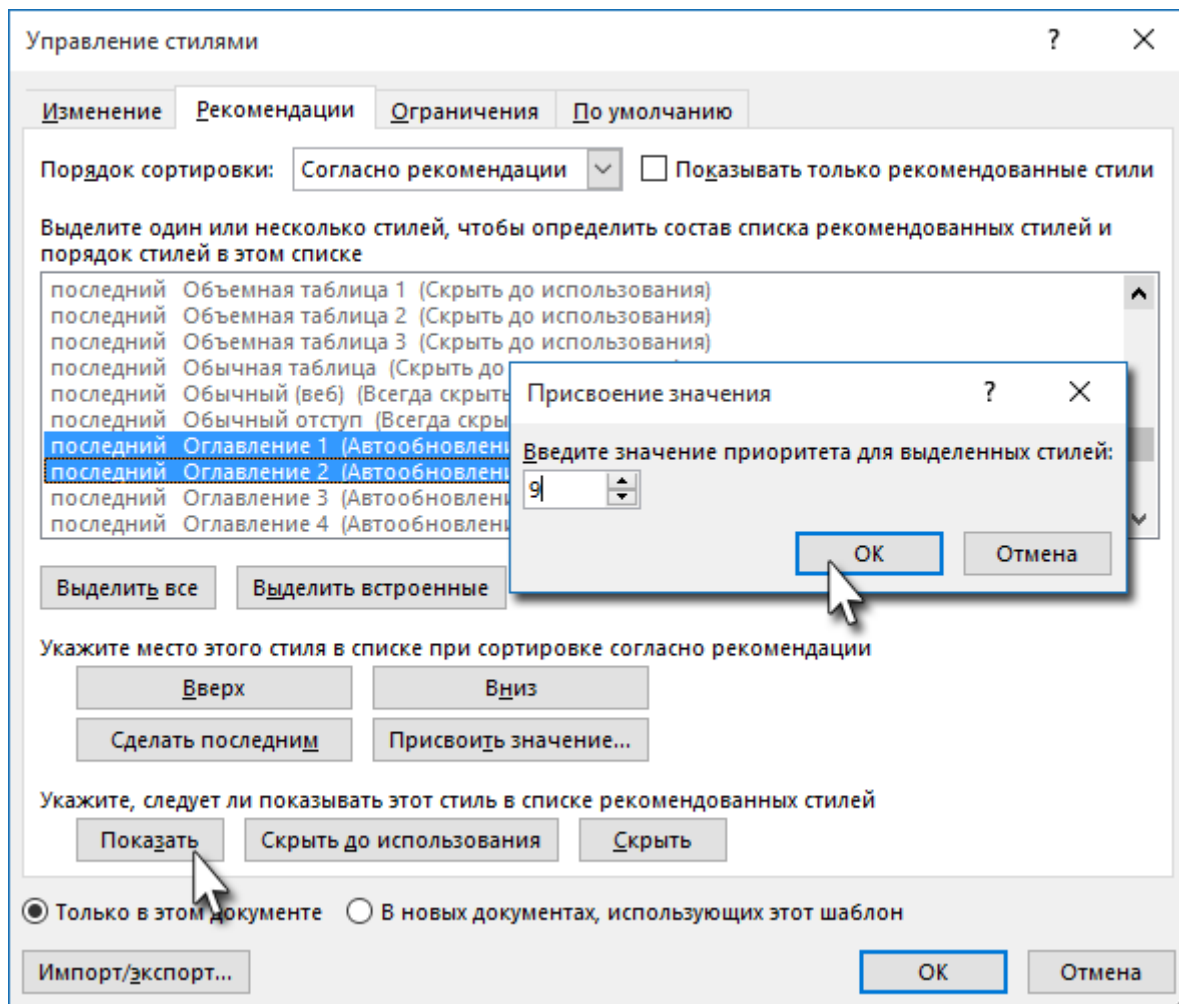 Управление стилями
Изменение Рекомендации Ограничения По умолчанию
Порядок сортировки: Согласно рекомендации Показывать только рекомендованные стили
Выделите один или несколько стилей, чтобы определить состав списка рекомендованных стилей и
порядок стилей в этом списке
последний Объемная таблица 1 (Скрыть до использования)
последний Объемная таблица 2 (Скрыть до использования)
последний Объемная таблица 3 (Скрыть до использования)
последний Обычная таблица (Скрыть до
последний Обычный (веб) (Всегда скрыть
последний Обычный отступ (Всегда скры
последний Оглавление 1 (Автообновлени
последний Оглавление 2 (Автообновлени
последний Оглавление 3 (Автообновлени
последний Оглавление 4 (Автообновлени
Присвоение значения
Введите значение приоритета для выделенных стилей:
9
ОК Отмена
Выделить все Выделить встроенные
Укажите место этого стиля в списке при сортировке согласно рекомендации
Вверх Вниз
Сделать последним Присвоить значение...
Укажите, следует ли показывать этот стиль в списке рекомендованных стилей
Показать Скрыть до использования Скрыть
Только в этом документе В новых документах, использующих этот шаблон
Импорт/экспорт... ОК Отмена